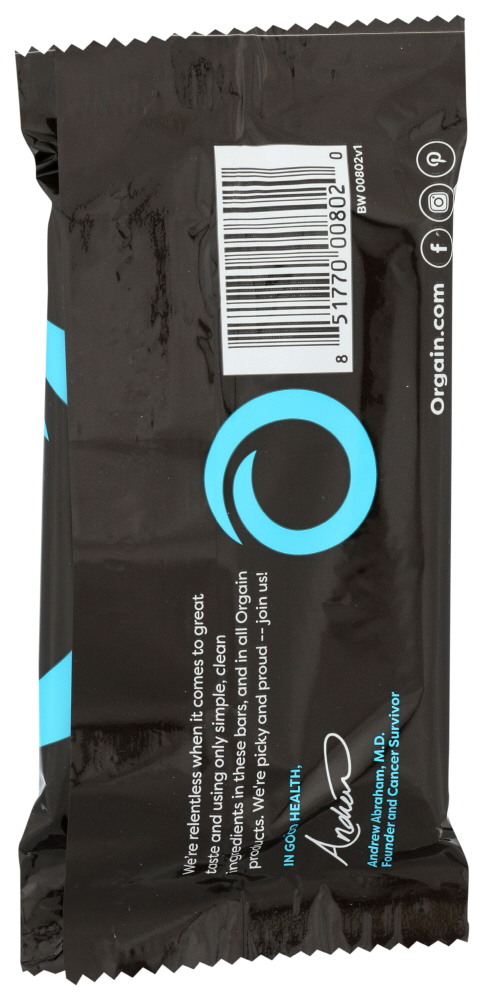 We're relentless when it comes to great
taste and using only simple, clean
ingredients in these bars, and in all Orgain
products. We're picky and proud -- join us!
IN GOOD HEALTH,
Andrew
Andrew Abraham, M.D.
Founder and Cancer Survivor
8 51770 00802 0
BW 00802v1
Orgain.com